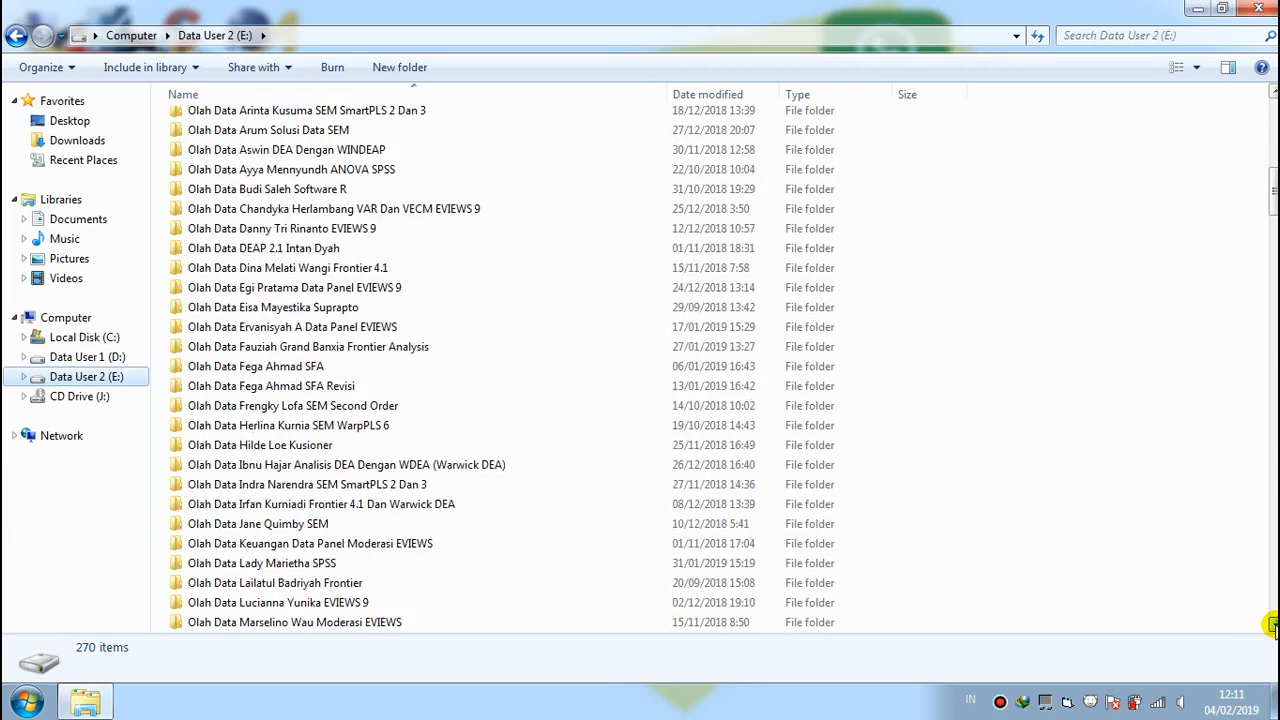 Computer Data User 2 (E:) Search Data User 2 (E:)
Organize Include in library Share with Burn New folder
Favorites
Desktop
Downloads
Recent Places
Libraries
Documents
Music
Pictures
Videos
Computer
Local Disk (C:)
Data User 1 (D:)
Data User 2 (E:)
CD Drive (J:)
Network
Name Date modified Type Size
Olah Data Arinta Kusuma SEM SmartPLS 2 Dan 3 18/12/2018 13:39 File folder
Olah Data Arum Solusi Data SEM 27/12/2018 20:07 File folder
Olah Data Aswin DEA Dengan WINDEAP 30/11/2018 12:58 File folder
Olah Data Ayya Mennyundh ANOVA SPSS 22/10/2018 10:04 File folder
Olah Data Budi Saleh Software R 31/10/2018 19:29 File folder
Olah Data Chandyka Herlambang VAR Dan VECM EVIEWS 9 25/12/2018 3:50 File folder
Olah Data Danny Tri Rinanto EVIEWS 9 12/12/2018 10:57 File folder
Olah Data DEAP 2.1 Intan Dyah 01/11/2018 18:31 File folder
Olah Data Dina Melati Wangi Frontier 4.1 15/11/2018 7:58 File folder
Olah Data Egi Pratama Data Panel EVIEWS 9 24/12/2018 13:14 File folder
Olah Data Eisa Mayestika Suprapto 29/09/2018 13:42 File folder
Olah Data Ervanisyah A Data Panel EVIEWS 17/01/2019 15:29 File folder
Olah Data Fauziah Grand Banxia Frontier Analysis 27/01/2019 13:27 File folder
Olah Data Fega Ahmad SFA 06/01/2019 16:43 File folder
Olah Data Fega Ahmad SFA Revisi 13/01/2019 16:42 File folder
Olah Data Frengky Lofa SEM Second Order 14/10/2018 10:02 File folder
Olah Data Herlina Kurnia SEM WarpPLS 6 19/10/2018 14:43 File folder
Olah Data Hilde Loe Kusioner 25/11/2018 16:49 File folder
Olah Data Ibnu Hajar Analisis DEA Dengan WDEA (Warwick DEA) 26/12/2018 16:40 File folder
Olah Data Indra Narendra SEM SmartPLS 2 Dan 3 27/11/2018 14:36 File folder
Olah Data Irfan Kurniadi Frontier 4.1 Dan Warwick DEA 08/12/2018 13:39 File folder
Olah Data Jane Quimby SEM 10/12/2018 5:41 File folder
Olah Data Keuangan Data Panel Moderasi EVIEWS 01/11/2018 17:04 File folder
Olah Data Lady Marietha SPSS 31/01/2019 15:19 File folder
Olah Data Lailatul Badriyah Frontier 20/09/2018 15:08 File folder
Olah Data Lucianna Yunika EVIEWS 9 02/12/2018 19:10 File folder
Olah Data Marselino Wau Moderasi EVIEWS 15/11/2018 8:50 File folder
270 items
IN 12:11
04/02/2019